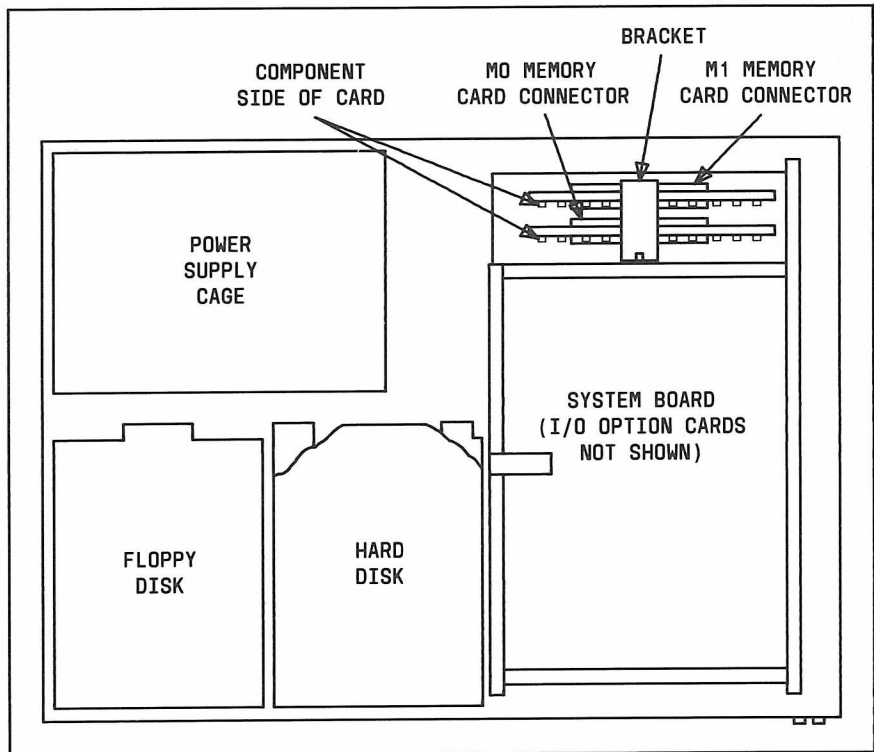 BRACKET
COMPONENT
SIDE OF CARD
M0 MEMORY
CARD CONNECTOR
M1 MEMORY
CARD CONNECTOR
POWER
SUPPLY
CAGE
SYSTEM BOARD
(I/O OPTION CARDS
NOT SHOWN)
FLOPPY
DISK
HARD
DISK